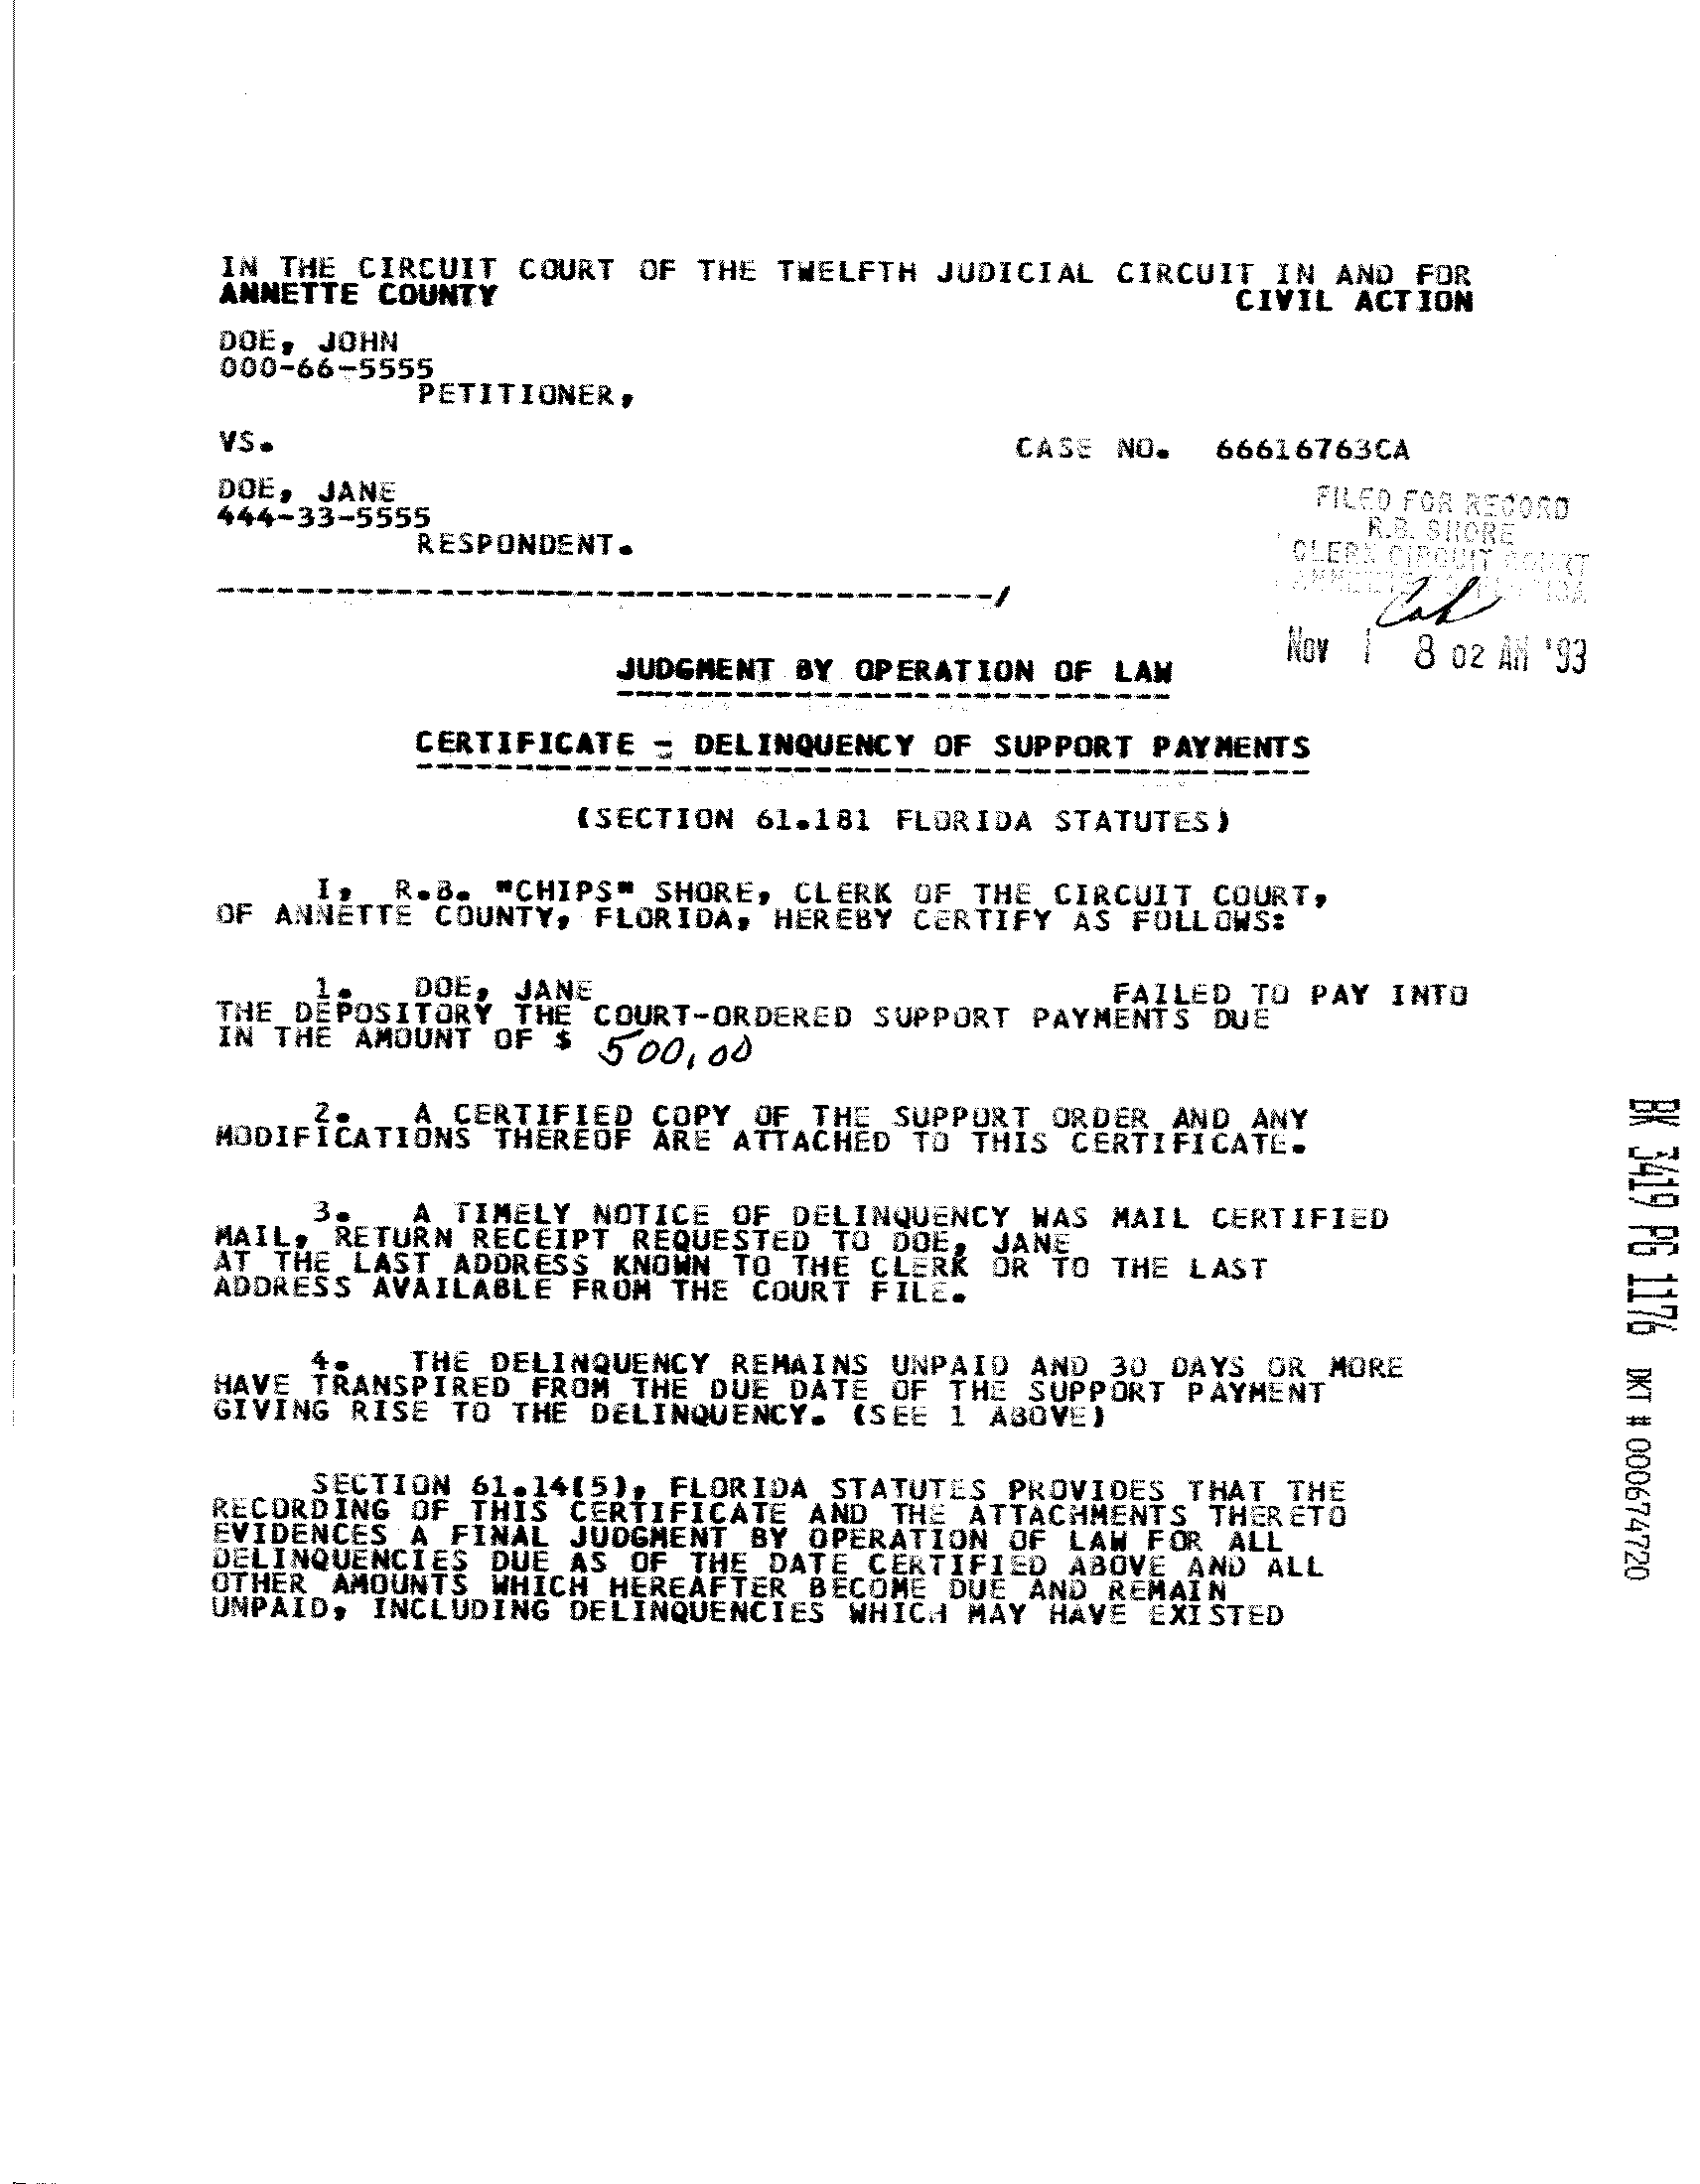 IN THE CIRCUIT COURT OF THE TWELFTH JUDICIAL CIRCUIT IN AND FOR
ANNETTE COUNTY CIVIL ACTION
DOE, JOHN
000-66-5555
PETITIONER,
VS.
CASE NO. 66616763CA
DOE, JANE
444-33-5555
RESPONDENT.
---------------------------------------/
FILED FOR RECORD
R.B. SHORE
CLERK CIRCUIT COURT
Nov 1 8 02 AM '93
JUDGMENT BY OPERATION OF LAW
CERTIFICATE - DELINQUENCY OF SUPPORT PAYMENTS
(SECTION 61.181 FLORIDA STATUTES)
I, R.B. "CHIPS" SHORE, CLERK OF THE CIRCUIT COURT,
OF ANNETTE COUNTY, FLORIDA, HEREBY CERTIFY AS FOLLOWS:
1. DOE, JANE FAILED TO PAY INTO
THE DEPOSITORY THE COURT-ORDERED SUPPORT PAYMENTS DUE
IN THE AMOUNT OF $ 500,00
2. A CERTIFIED COPY OF THE SUPPORT ORDER AND ANY
MODIFICATIONS THEREOF ARE ATTACHED TO THIS CERTIFICATE.
3. A TIMELY NOTICE OF DELINQUENCY WAS MAIL CERTIFIED
MAIL, RETURN RECEIPT REQUESTED TO DOE, JANE
AT THE LAST ADDRESS KNOWN TO THE CLERK OR TO THE LAST
ADDRESS AVAILABLE FROM THE COURT FILE.
4. THE DELINQUENCY REMAINS UNPAID AND 30 DAYS OR MORE
HAVE TRANSPIRED FROM THE DUE DATE OF THE SUPPORT PAYMENT
GIVING RISE TO THE DELINQUENCY. (SEE 1 ABOVE)
SECTION 61.14(5), FLORIDA STATUTES PROVIDES THAT THE
RECORDING OF THIS CERTIFICATE AND THE ATTACHMENTS THERETO
EVIDENCES A FINAL JUDGMENT BY OPERATION OF LAW FOR ALL
DELINQUENCIES DUE AS OF THE DATE CERTIFIED ABOVE AND ALL
OTHER AMOUNTS WHICH HEREAFTER BECOME DUE AND REMAIN
UNPAID, INCLUDING DELINQUENCIES WHICH MAY HAVE EXISTED
BK 3419 PG 1176 DKT # 0006747720